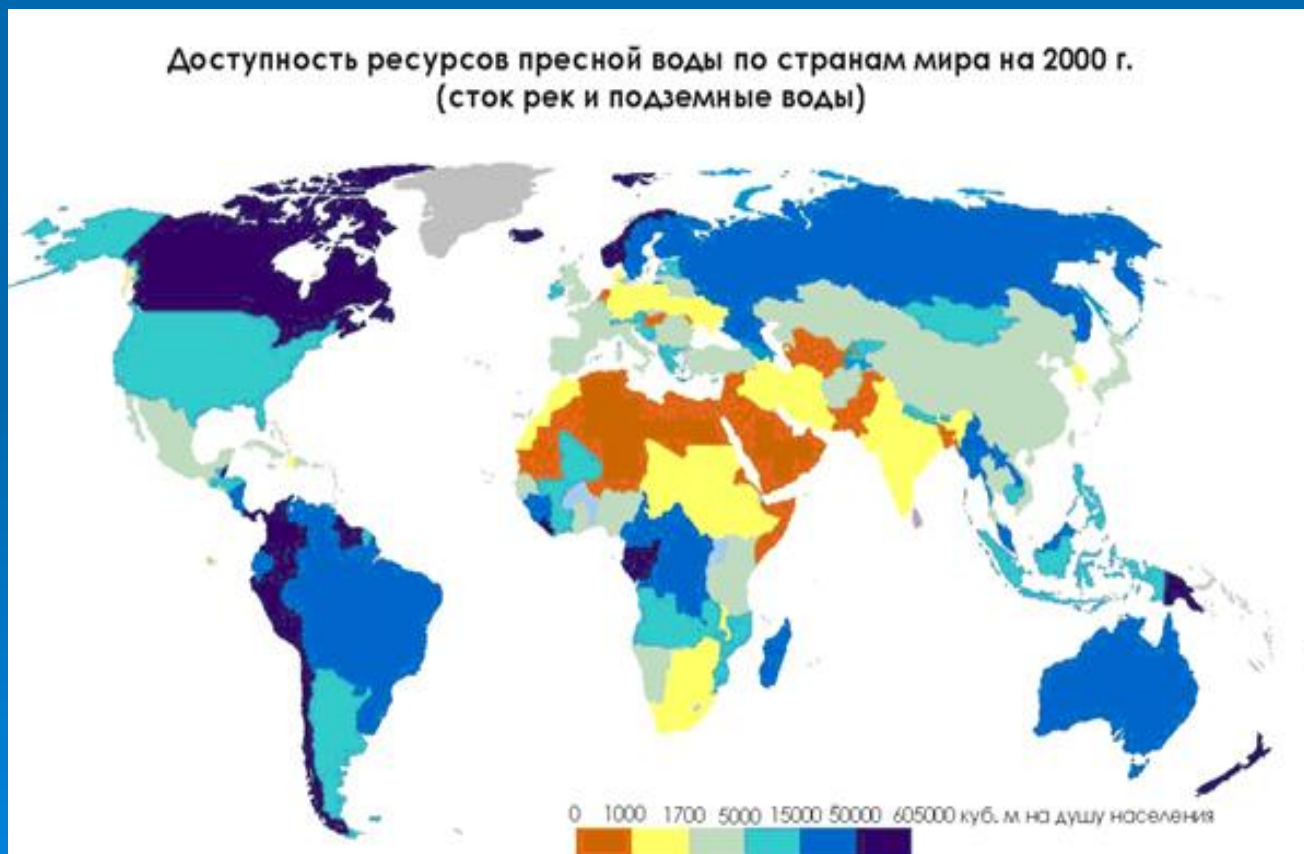 Доступность ресурсов пресной воды по странам мира на 2000 г.
(сток рек и подземные воды)
0 1000 1700 5000 15000 50000 605000 куб. м на душу населения